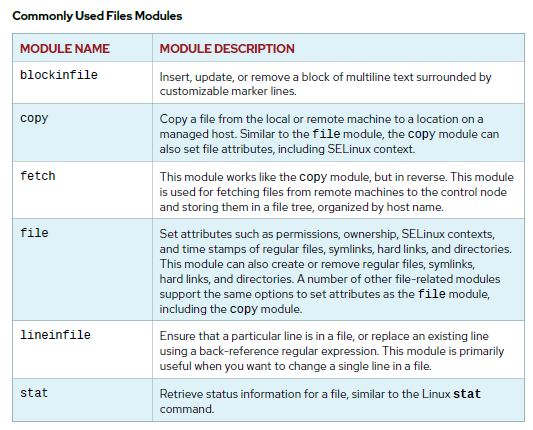 Commonly Used Files Modules
MODULE NAME
MODULE DESCRIPTION
blockinfile
Insert, update, or remove a block of multiline text surrounded by
customizable marker lines.
copy
Copy a file from the local or remote machine to a location on a
managed host. Similar to the file module, the copy module can
also set file attributes, including SELinux context.
fetch
This module works like the copy module, but in reverse. This module
is used for fetching files from remote machines to the control node
and storing them in a file tree, organized by host name.
file
Set attributes such as permissions, ownership, SELinux contexts,
and time stamps of regular files, symlinks, hard links, and directories.
This module can also create or remove regular files, symlinks,
hard links, and directories. A number of other file-related modules
support the same options to set attributes as the file module,
including the copy module.
lineinfile
Ensure that a particular line is in a file, or replace an existing line
using a back-reference regular expression. This module is primarily
useful when you want to change a single line in a file.
stat
Retrieve status information for a file, similar to the Linux stat
command.